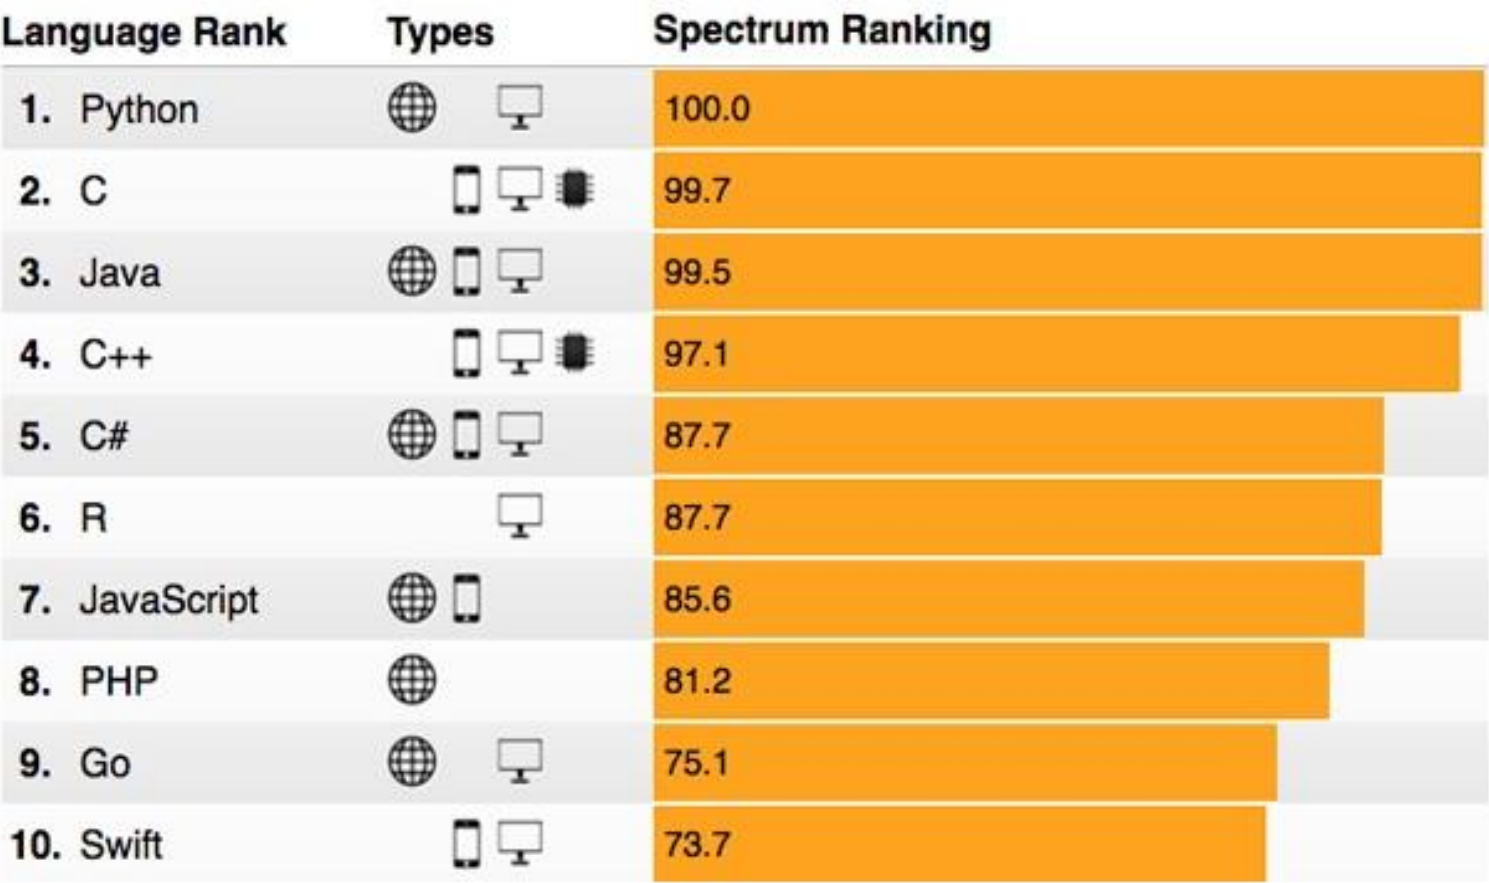 Language Rank Types Spectrum Ranking
1. Python 100.0
2. C 99.7
3. Java 99.5
4. C++ 97.1
5. C# 87.7
6. R 87.7
7. JavaScript 85.6
8. PHP 81.2
9. Go 75.1
10. Swift 73.7